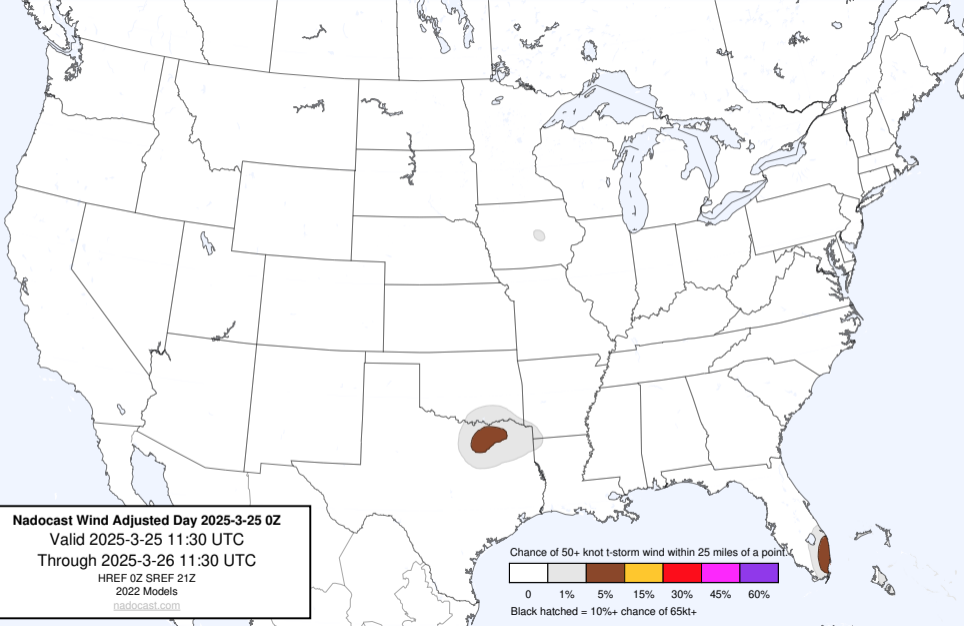 Nadocast Wind Adjusted Day 2025-3-25 0Z
Valid 2025-3-25 11:30 UTC
Through 2025-3-26 11:30 UTC
HREF 0Z SREF 21Z
2022 Models
nadocast.com
Chance of 50+ knot t-storm wind within 25 miles of a point.
0 1% 5% 15% 30% 45% 60%
Black hatched = 10%+ chance of 65kt+